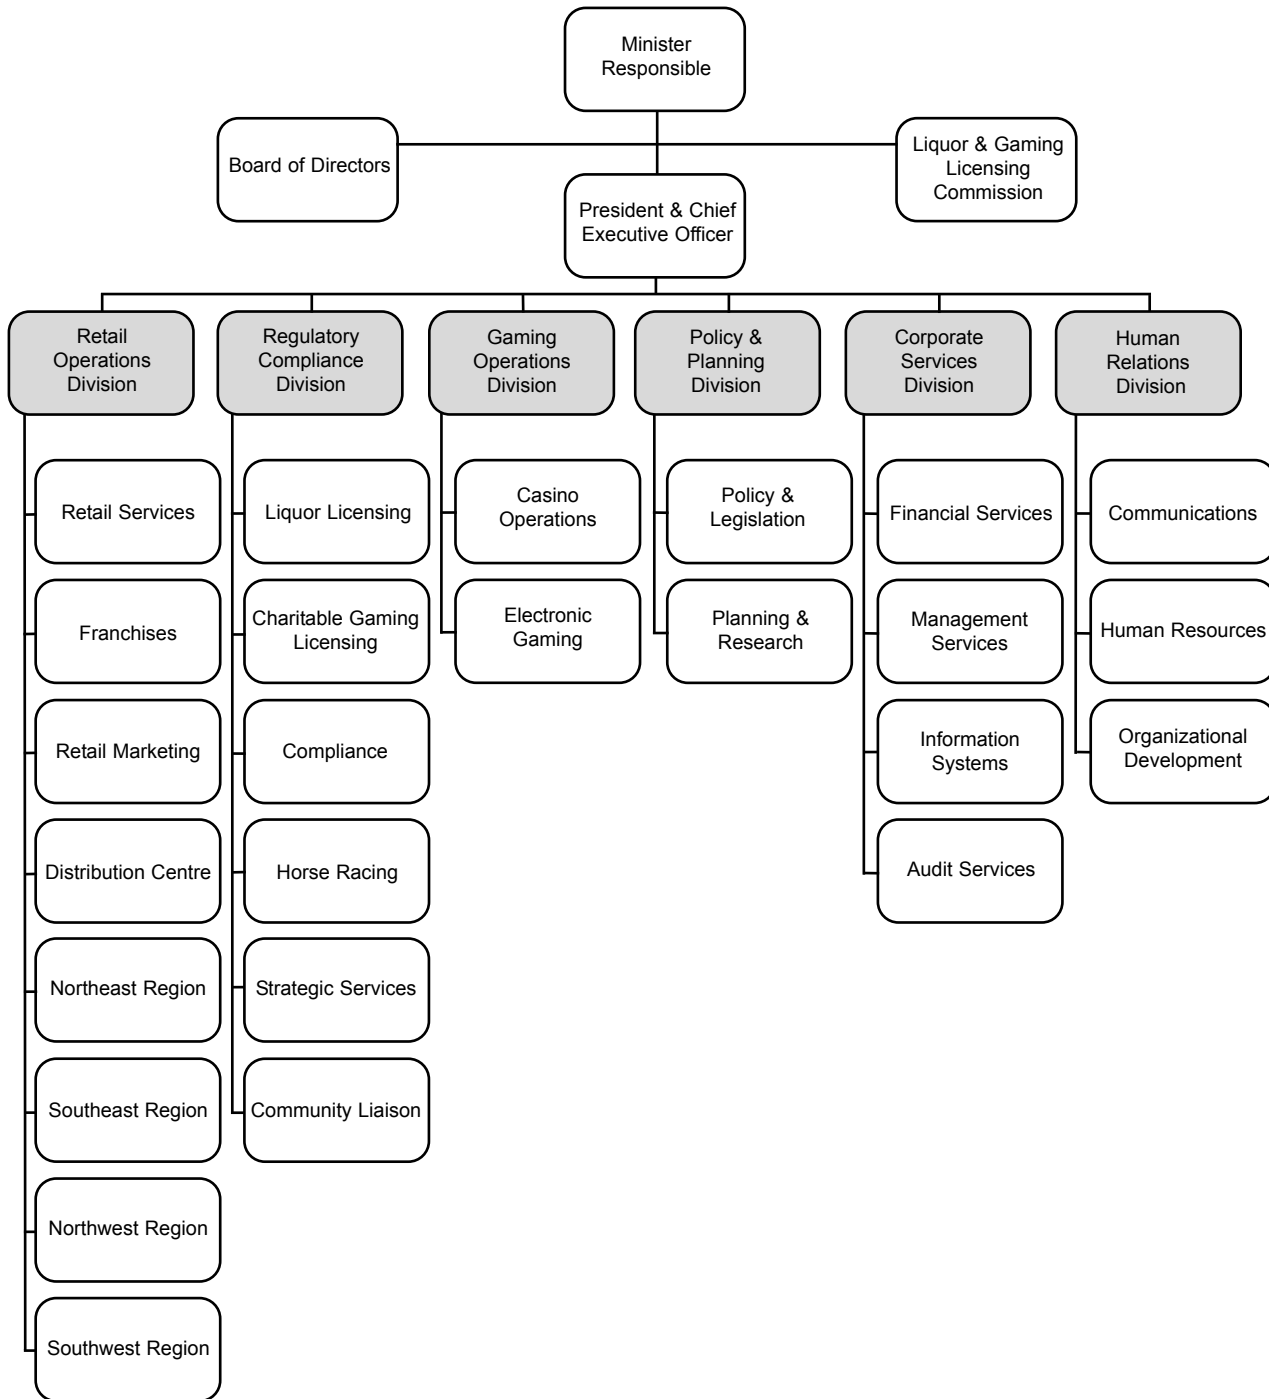 Minister
Responsible
Board of Directors
Liquor & Gaming
Licensing
Commission
President & Chief
Executive Officer
Retail
Operations
Division
Regulatory
Compliance
Division
Gaming
Operations
Division
Policy &
Planning
Division
Corporate
Services
Division
Human
Relations
Division
Retail Services
Franchises
Retail Marketing
Distribution Centre
Northeast Region
Southeast Region
Northwest Region
Southwest Region
Liquor Licensing
Charitable Gaming
Licensing
Compliance
Horse Racing
Strategic Services
Community Liaison
Casino
Operations
Electronic
Gaming
Policy &
Legislation
Planning &
Research
Financial Services
Management
Services
Information
Systems
Audit Services
Communications
Human Resources
Organizational
Development